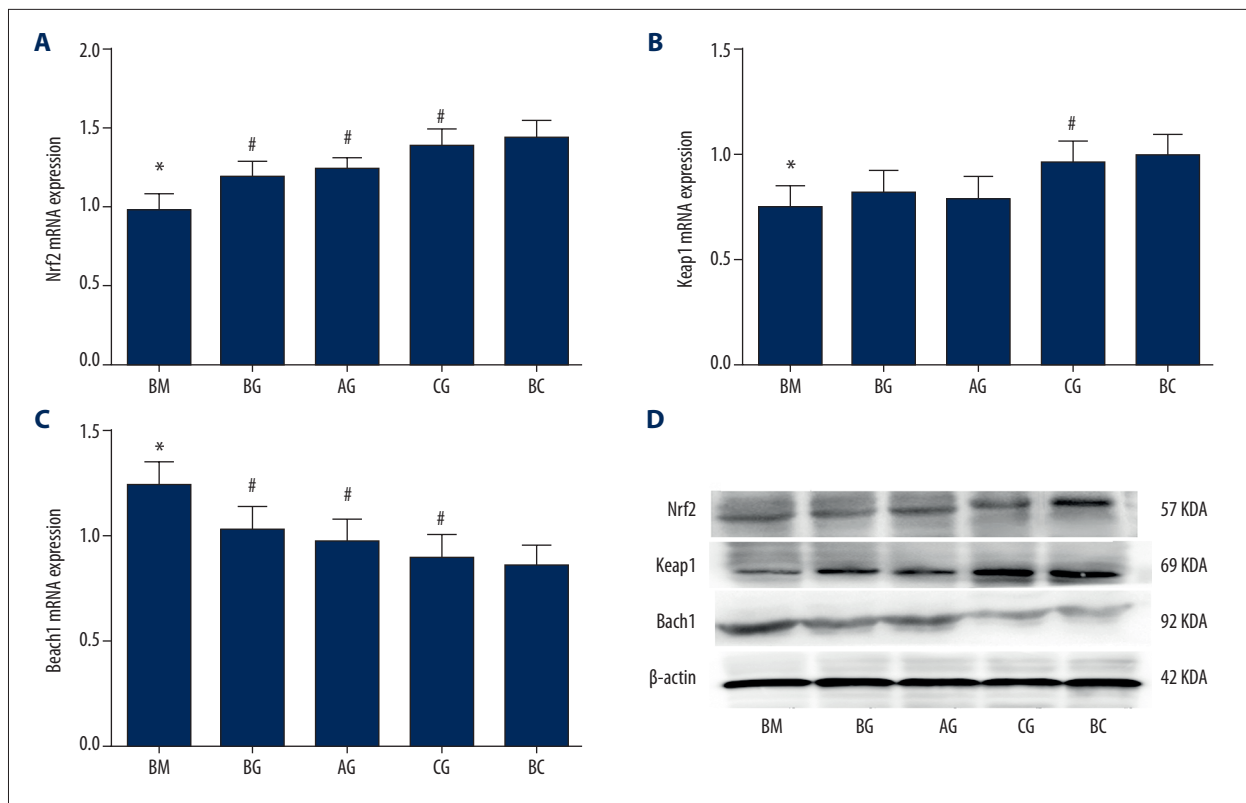 A
Nrf2 mRNA expression
2.0
1.5
1.0
0.5
0.0
*
#
#
#
BM BG AG CG BC
B
Keap1 mRNA expression
1.5
1.0
0.5
0.0
*
#
BM BG AG CG BC
C
Beach1 mRNA expression
1.5
1.0
0.5
0.0
*
#
#
#
BM BG AG CG BC
D
Nrf2 57 KDA
Keap1 69 KDA
Bach1 92 KDA
β-actin 42 KDA
BM BG AG CG BC